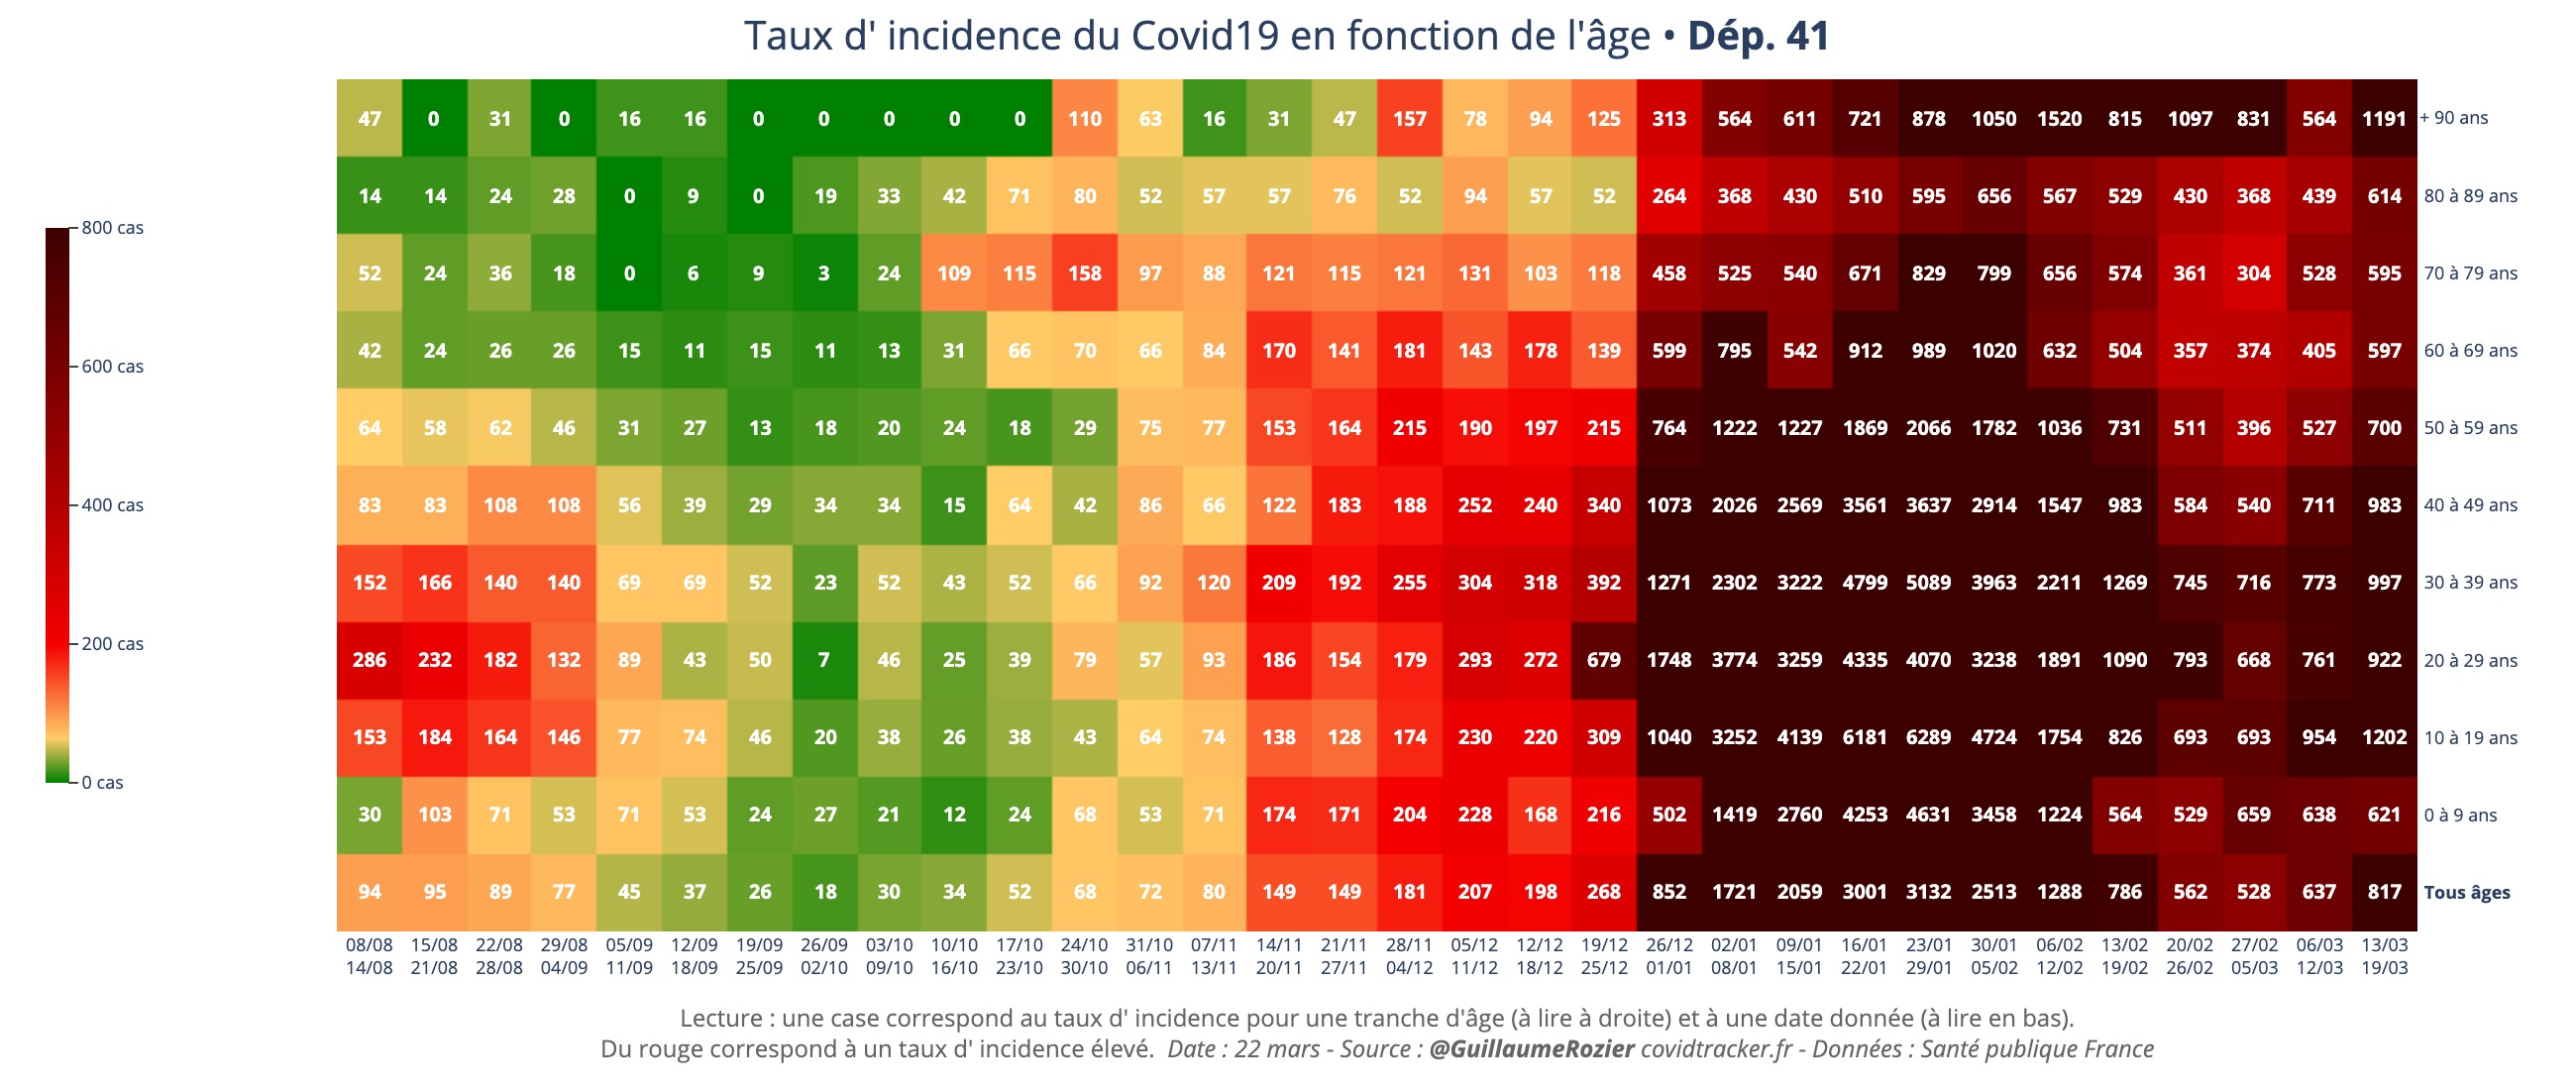 Taux d' incidence du Covid19 en fonction de l'âge • Dép. 41
47 0 31 0 16 16 0 0 0 0 0 110 63 16 31 47 157 78 94 125 313 564 611 721 878 1050 1520 815 1097 831 564 1191 + 90 ans
14 14 24 28 0 9 0 19 33 42 71 80 52 57 57 76 52 94 57 52 264 368 430 510 595 656 567 529 430 368 439 614 80 à 89 ans
800 cas
52 24 36 18 0 6 9 3 24 109 115 158 97 88 121 115 121 131 103 118 458 525 540 671 829 799 656 574 361 304 528 595 70 à 79 ans
42 24 26 26 15 11 15 11 13 31 66 70 66 84 170 141 181 143 178 139 599 795 542 912 989 1020 632 504 357 374 405 597 60 à 69 ans
600 cas
64 58 62 46 31 27 13 18 20 24 18 29 75 77 153 164 215 190 197 215 764 1222 1227 1869 2066 1782 1036 731 511 396 527 700 50 à 59 ans
400 cas
83 83 108 108 56 39 29 34 34 15 64 42 86 66 122 183 188 252 240 340 1073 2026 2569 3561 3637 2914 1547 983 584 540 711 983 40 à 49 ans
152 166 140 140 69 69 52 23 52 43 52 66 92 120 209 192 255 304 318 392 1271 2302 3222 4799 5089 3963 2211 1269 745 716 773 997 30 à 39 ans
200 cas
286 232 182 132 89 43 50 7 46 25 39 79 57 93 186 154 179 293 272 679 1748 3774 3259 4335 4070 3238 1891 1090 793 668 761 922 20 à 29 ans
153 184 164 146 77 74 46 20 38 26 38 43 64 74 138 128 174 230 220 309 1040 3252 4139 6181 6289 4724 1754 826 693 693 954 1202 10 à 19 ans
0 cas
30 103 71 53 71 53 24 27 21 12 24 68 53 71 174 171 204 228 168 216 502 1419 2760 4253 4631 3458 1224 564 529 659 638 621 0 à 9 ans
94 95 89 77 45 37 26 18 30 34 52 68 72 80 149 149 181 207 198 268 852 1721 2059 3001 3132 2513 1288 786 562 528 637 817 Tous âges
08/08 15/08 22/08 29/08 05/09 12/09 19/09 26/09 03/10 10/10 17/10 24/10 31/10 07/11 14/11 21/11 28/11 05/12 12/12 19/12 26/12 02/01 09/01 16/01 23/01 30/01 06/02 13/02 20/02 27/02 06/03 13/03
14/08 21/08 28/08 04/09 11/09 18/09 25/09 02/10 09/10 16/10 23/10 30/10 06/11 13/11 20/11 27/11 04/12 11/12 18/12 25/12 01/01 08/01 15/01 22/01 29/01 05/02 12/02 19/02 26/02 05/03 12/03 19/03
Lecture : une case correspond au taux d' incidence pour une tranche d'âge (à lire à droite) et à une date donnée (à lire en bas).
Du rouge correspond à un taux d' incidence élevé. Date : 22 mars - Source : @GuillaumeRozier covidtracker.fr - Données : Santé publique France